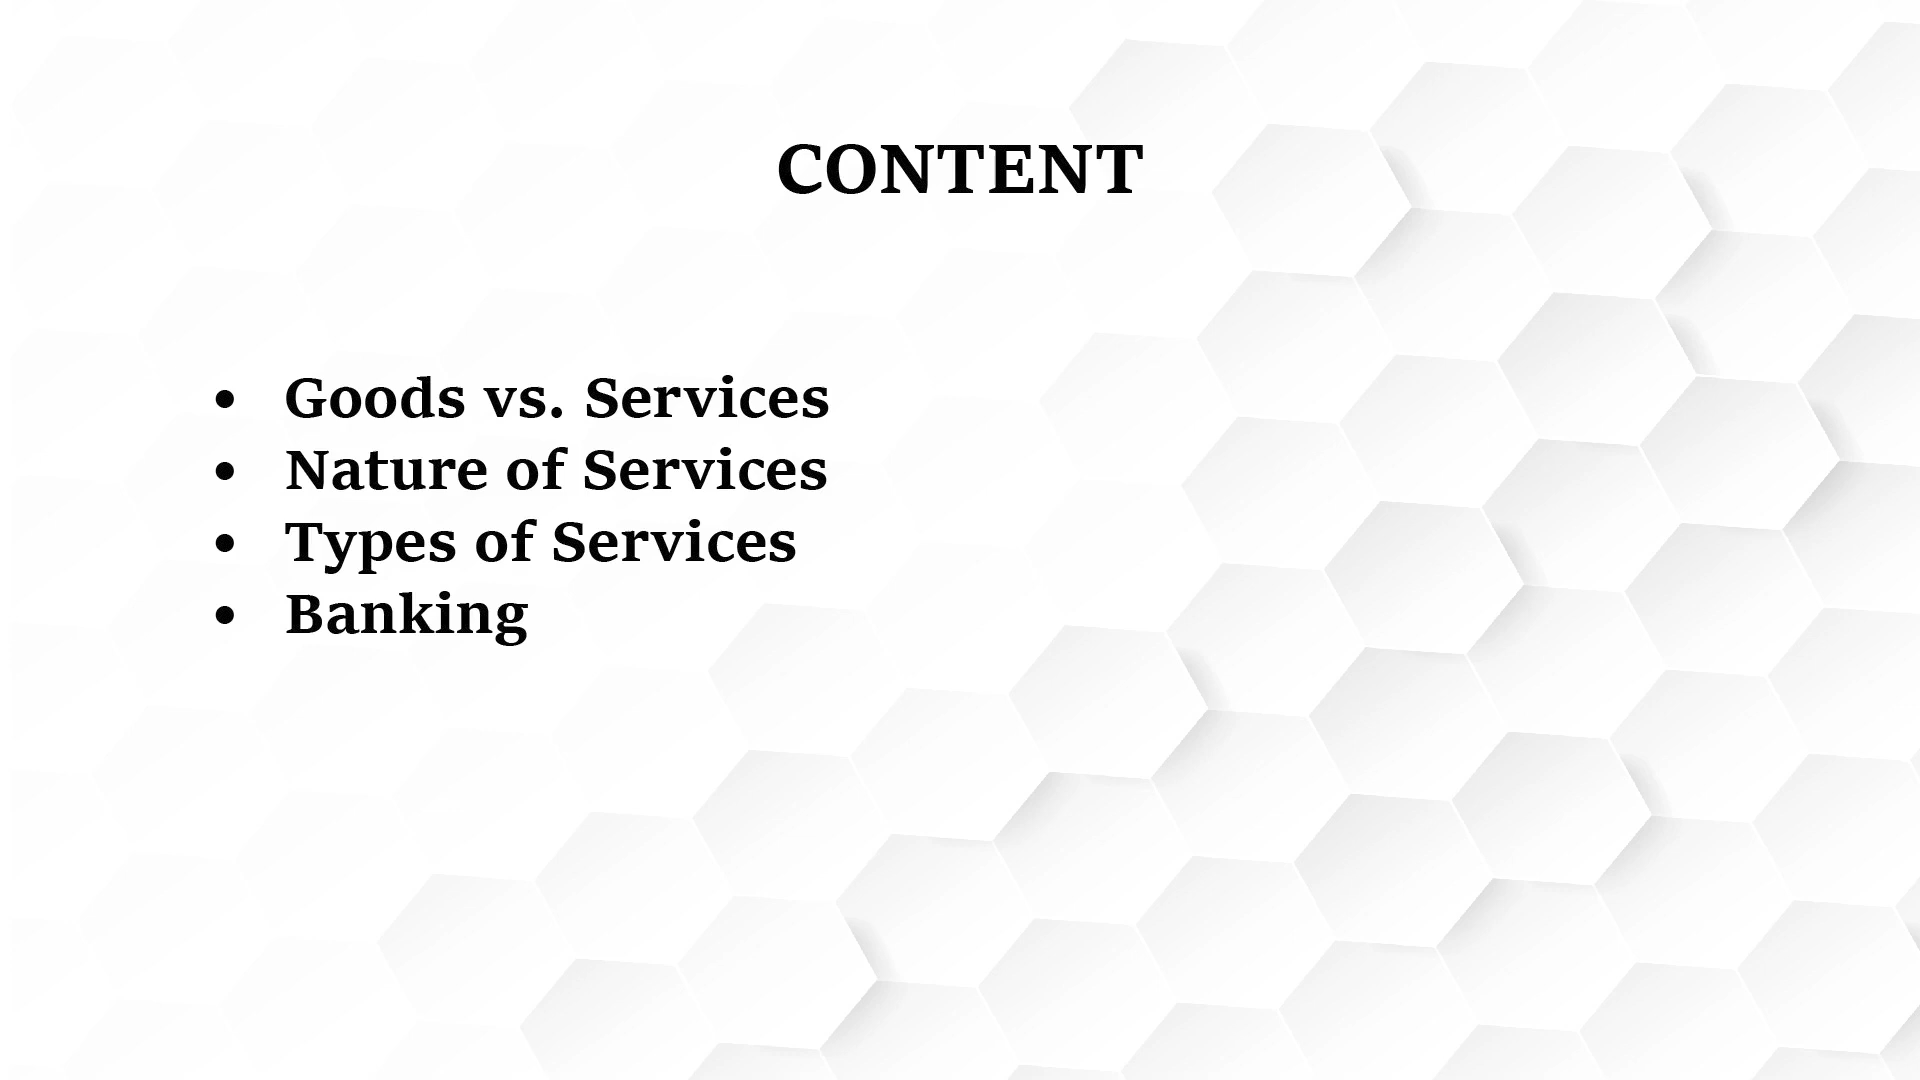 CONTENT
• Goods vs. Services
• Nature of Services
• Types of Services
• Banking